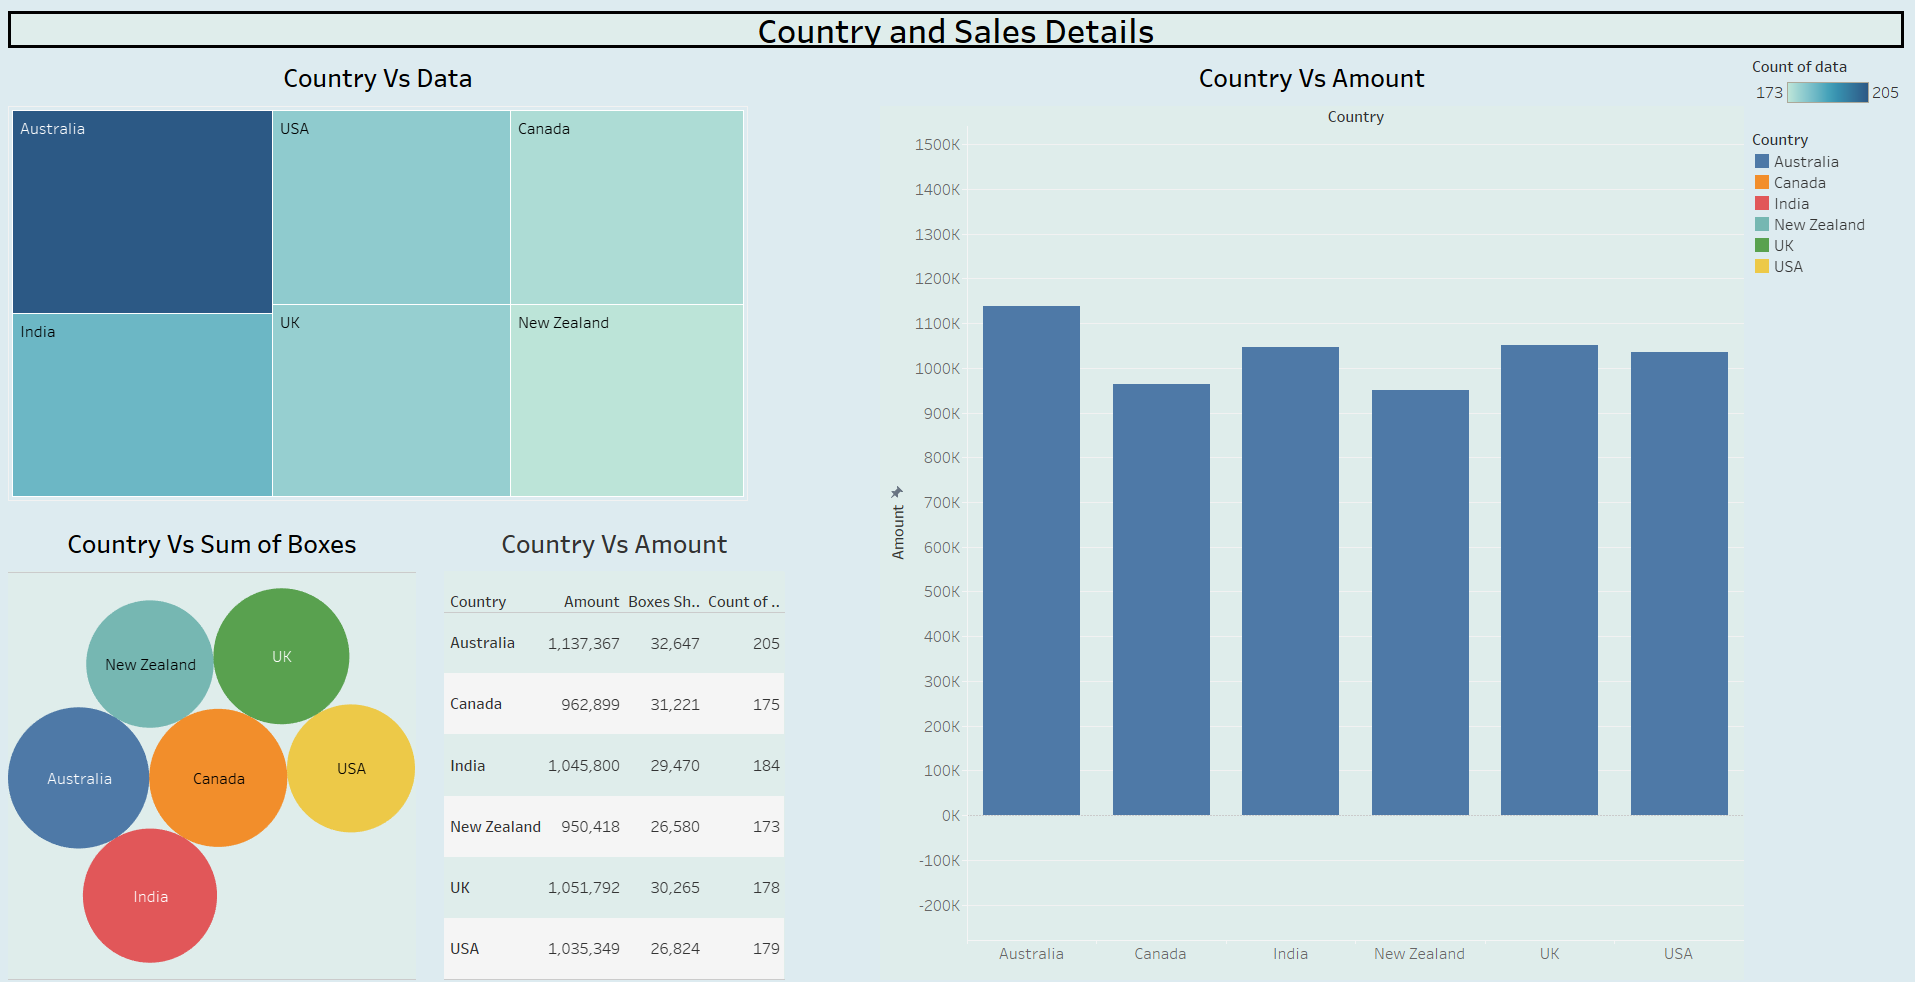 Country and Sales Details
Country Vs Data
Australia
USA
Canada
India
UK
New Zealand
Country Vs Sum of Boxes
New Zealand
UK
Australia
Canada
USA
India
Country Vs Amount
Country Amount Boxes Sh.. Count of ..
Australia 1,137,367 32,647 205
Canada 962,899 31,221 175
India 1,045,800 29,470 184
New Zealand 950,418 26,580 173
UK 1,051,792 30,265 178
USA 1,035,349 26,824 179
Country Vs Amount
Country
Amount
1500K
1400K
1300K
1200K
1100K
1000K
900K
800K
700K
600K
500K
400K
300K
200K
100K
0K
-100K
-200K
Australia Canada India New Zealand UK USA
Count of data
173 205
Country
Australia
Canada
India
New Zealand
UK
USA